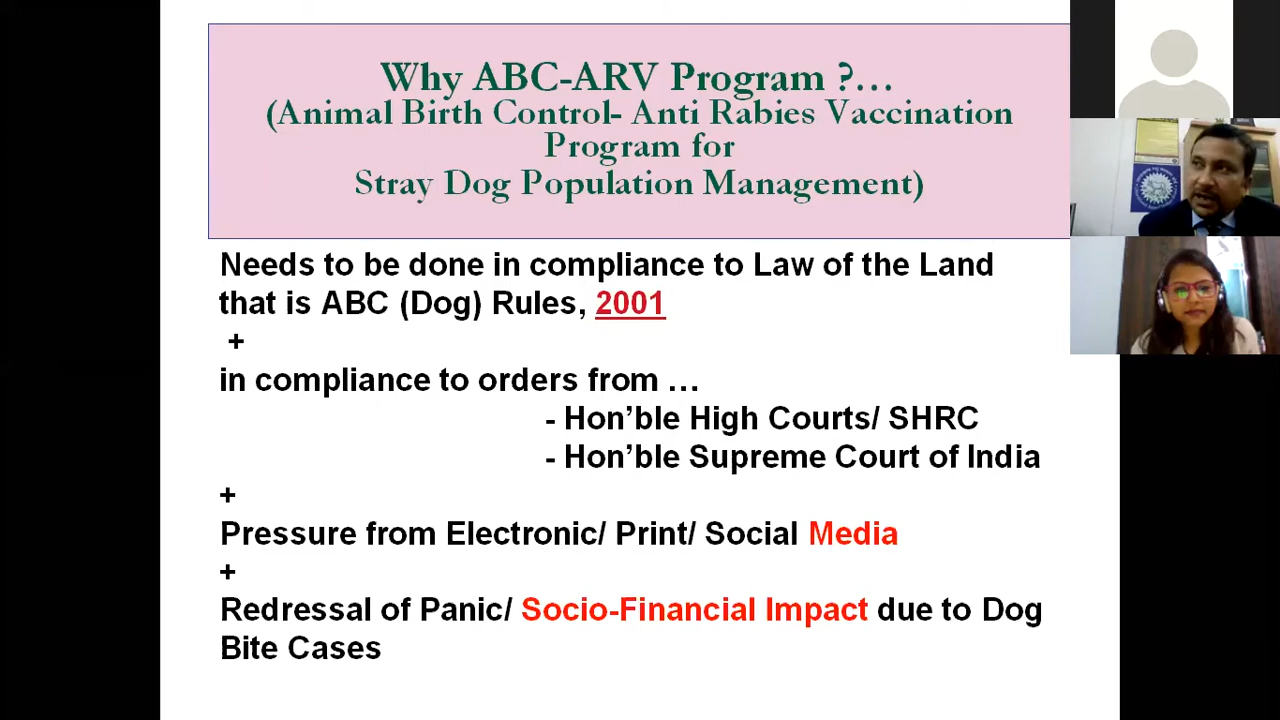 Why ABC-ARV Program ?...
(Animal Birth Control- Anti Rabies Vaccination
Program for
Stray Dog Population Management)
Needs to be done in compliance to Law of the Land
that is ABC (Dog) Rules, 2001
+
in compliance to orders from …
- Hon’ble High Courts/ SHRC
- Hon’ble Supreme Court of India
+
Pressure from Electronic/ Print/ Social Media
+
Redressal of Panic/ Socio-Financial Impact due to Dog
Bite Cases